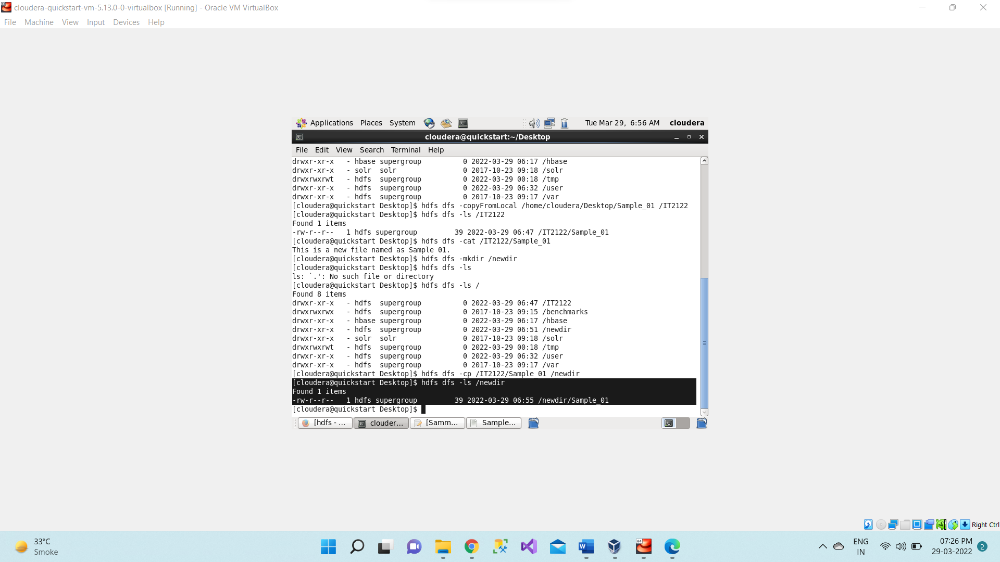 cloudera-quickstart-vm-5.13.0-0-virtualbox [Running] - Oracle VM VirtualBox
File Machine View Input Devices Help
Applications Places System Tue Mar 29, 6:56 AM cloudera
cloudera@quickstart:~/Desktop
File Edit View Search Terminal Help
drwxr-xr-x   - hbase supergroup          0 2022-03-29 06:17 /hbase
drwxr-xr-x   - solr  solr                0 2017-10-23 09:18 /solr
drwxrwxrwt   - hdfs  supergroup          0 2022-03-29 00:18 /tmp
drwxr-xr-x   - hdfs  supergroup          0 2022-03-29 06:32 /user
drwxr-xr-x   - hdfs  supergroup          0 2017-10-23 09:17 /var
[cloudera@quickstart Desktop]$ hdfs dfs -copyFromLocal /home/cloudera/Desktop/Sample_01 /IT2122
[cloudera@quickstart Desktop]$ hdfs dfs -ls /IT2122
Found 1 items
-rw-r--r--   1 hdfs supergroup         39 2022-03-29 06:47 /IT2122/Sample_01
[cloudera@quickstart Desktop]$ hdfs dfs -cat /IT2122/Sample_01
This is a new file named as Sample 01.
[cloudera@quickstart Desktop]$ hdfs dfs -mkdir /newdir
[cloudera@quickstart Desktop]$ hdfs dfs -ls
ls: `.': No such file or directory
[cloudera@quickstart Desktop]$ hdfs dfs -ls /
Found 8 items
drwxr-xr-x   - hdfs  supergroup          0 2022-03-29 06:47 /IT2122
drwxrwxrwx   - hdfs  supergroup          0 2017-10-23 09:15 /benchmarks
drwxr-xr-x   - hbase supergroup          0 2022-03-29 06:17 /hbase
drwxr-xr-x   - hdfs  supergroup          0 2022-03-29 06:51 /newdir
drwxr-xr-x   - solr  solr                0 2017-10-23 09:18 /solr
drwxrwxrwt   - hdfs  supergroup          0 2022-03-29 00:18 /tmp
drwxr-xr-x   - hdfs  supergroup          0 2022-03-29 06:32 /user
drwxr-xr-x   - hdfs  supergroup          0 2017-10-23 09:17 /var
[cloudera@quickstart Desktop]$ hdfs dfs -cp /IT2122/Sample_01 /newdir
[cloudera@quickstart Desktop]$ hdfs dfs -ls /newdir
Found 1 items
-rw-r--r--   1 hdfs supergroup         39 2022-03-29 06:55 /newdir/Sample_01
[cloudera@quickstart Desktop]$
[hdfs - ... clouder... [Samm... Sample...
Right Ctrl
33°C
Smoke
ENG
IN
07:26 PM
29-03-2022
2